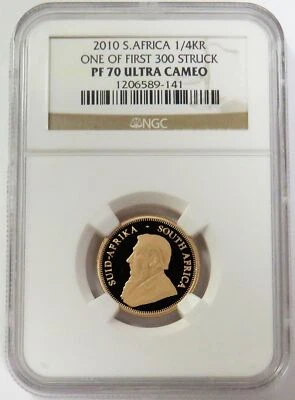 2010 S.AFRICA 1/4KR
ONE OF FIRST 300 STRUCK
PF 70 ULTRA CAMEO
1206589-141
NGC
SUID-AFRIKA · SOUTH AFRICA